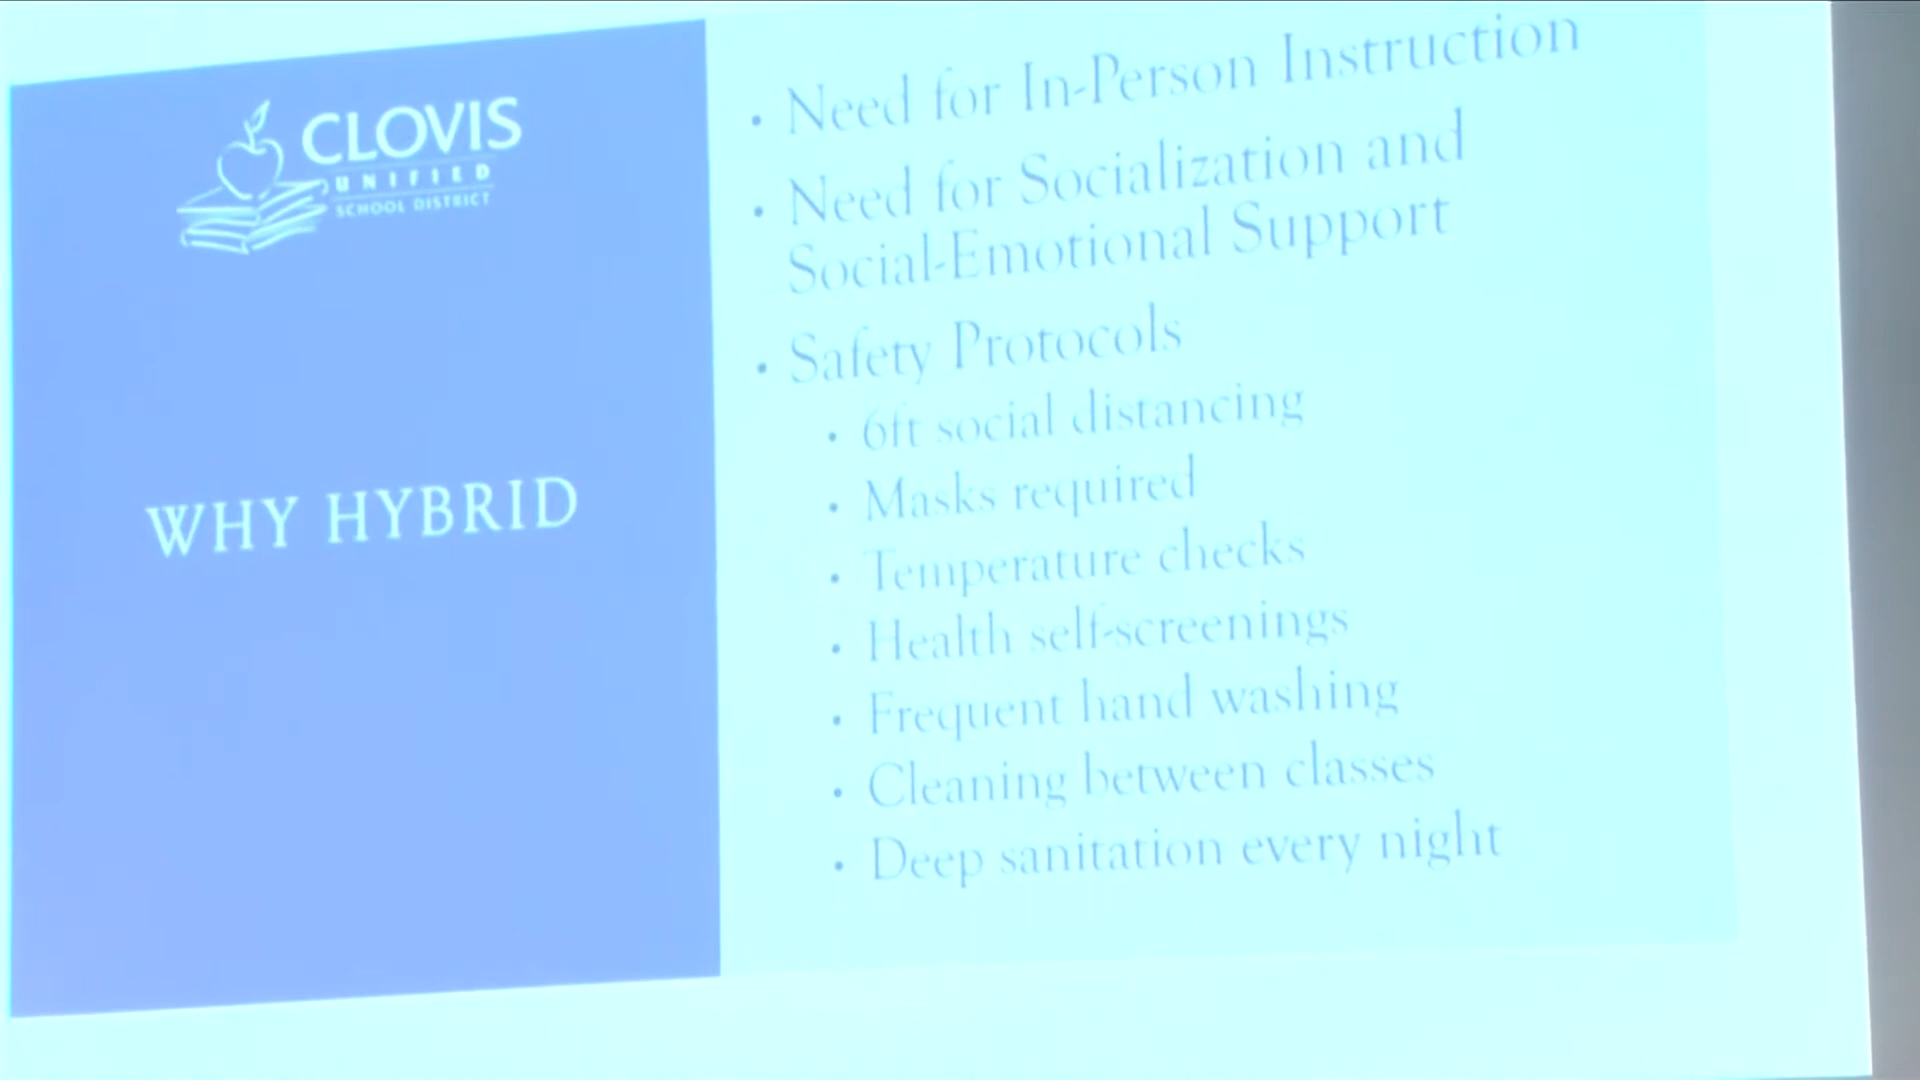 CLOVIS
UNIFIED
SCHOOL DISTRICT
WHY HYBRID
• Need for In-Person Instruction
• Need for Socialization and
Social-Emotional Support
• Safety Protocols
• 6ft social distancing
• Masks required
• Temperature checks
• Health self-screenings
• Frequent hand washing
• Cleaning between classes
• Deep sanitation every night